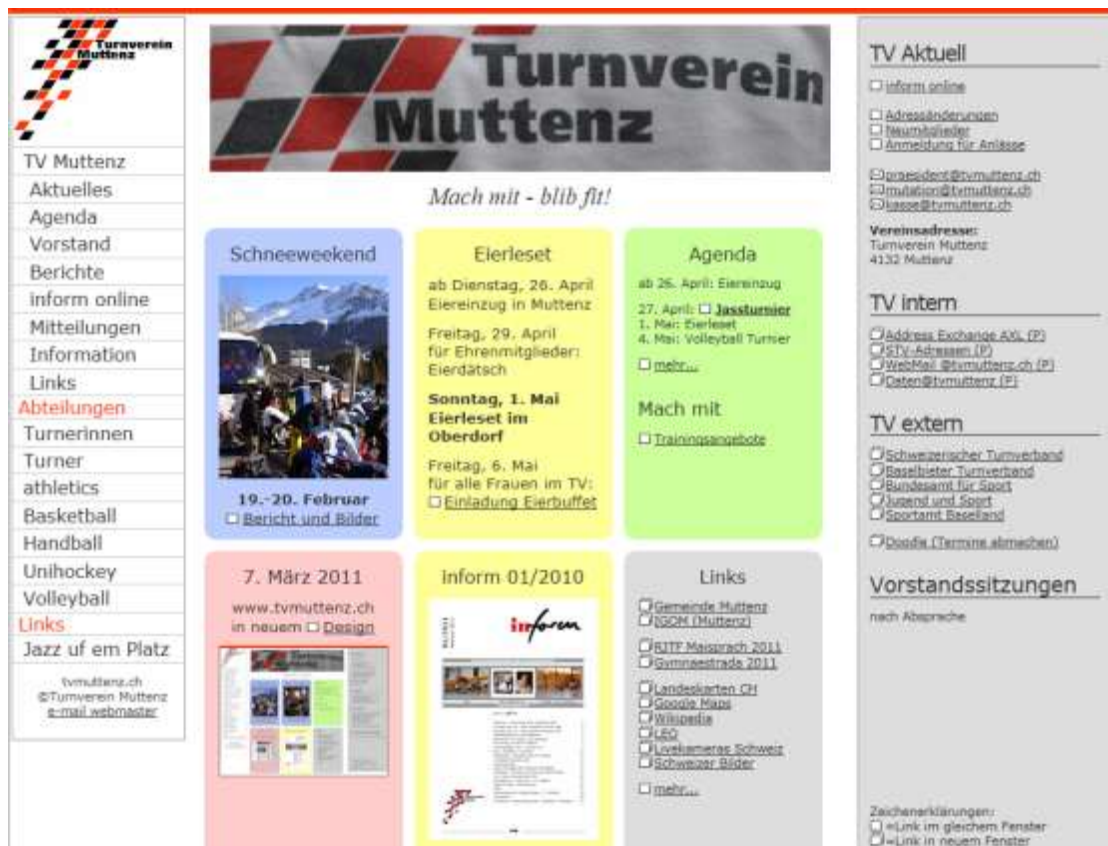 Turnverein
Muttenz
TV Muttenz
Aktuelles
Agenda
Vorstand
Berichte
inform online
Mitteilungen
Information
Links
Abteilungen
Turnerinnen
Turner
athletics
Basketball
Handball
Unihockey
Volleyball
Links
Jazz uf em Platz
tvmuttenz.ch
©Turnverein Muttenz
e-mail webmaster
Turnverein
Muttenz
Mach mit - blib fit!
Schneeweekend
19.-20. Februar
Bericht und Bilder
Eierleset
ab Dienstag, 26. April
Eiereinzug in Muttenz
Freitag, 29. April
für Ehrenmitglieder:
Eierdätsch
Sonntag, 1. Mai
Eierleset im
Oberdorf
Freitag, 6. Mai
für alle Frauen im TV:
Einladung Eierbuffet
Agenda
ab 26. April: Eiereinzug
27. April: Jassturnier
1. Mai: Eierleset
4. Mai: Volleyball Turnier
mehr...
Mach mit
Trainingsangebote
7. März 2011
www.tvmuttenz.ch
in neuem Design
inform 01/2010
inform
Links
Gemeinde Muttenz
IGOM (Muttenz)
RJTF Maisprach 2011
Gymnaestrada 2011
Landeskarten CH
Google Maps
Wikipedia
LEO
Livekameras Schweiz
Schweizer Bilder
mehr...
TV Aktuell
inform online
Adressänderungen
Neumitglieder
Anmeldung für Anlässe
praesident@tvmuttenz.ch
mutation@tvmuttenz.ch
kasse@tvmuttenz.ch
Vereinsadresse:
Turnverein Muttenz
4132 Muttenz
TV intern
Address Exchange AXL (P)
STV-Adressen (P)
WebMail @tvmuttenz.ch (P)
Daten@tvmuttenz (P)
TV extern
Schweizerischer Turnverband
Baselbieter Turnverband
Bundesamt für Sport
Jugend und Sport
Sportamt Baselland
Doodle (Termine abmachen)
Vorstandssitzungen
nach Absprache
Zeichenerklärungen:
=Link im gleichem Fenster
=Link in neuem Fenster